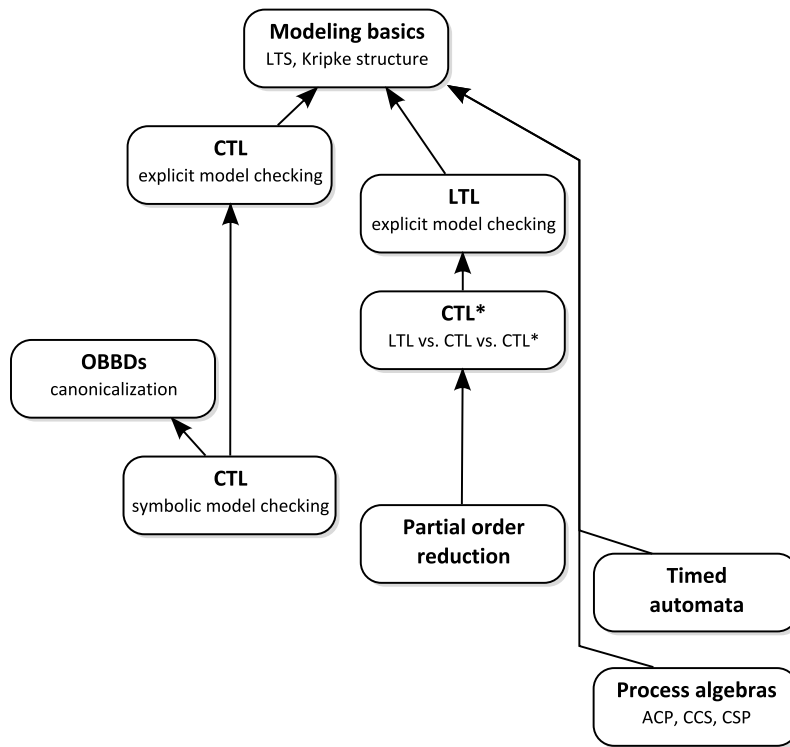 Modeling basics
LTS, Kripke structure
CTL
explicit model checking
LTL
explicit model checking
CTL*
LTL vs. CTL vs. CTL*
OBBDs
canonicalization
CTL
symbolic model checking
Partial order
reduction
Timed
automata
Process algebras
ACP, CCS, CSP